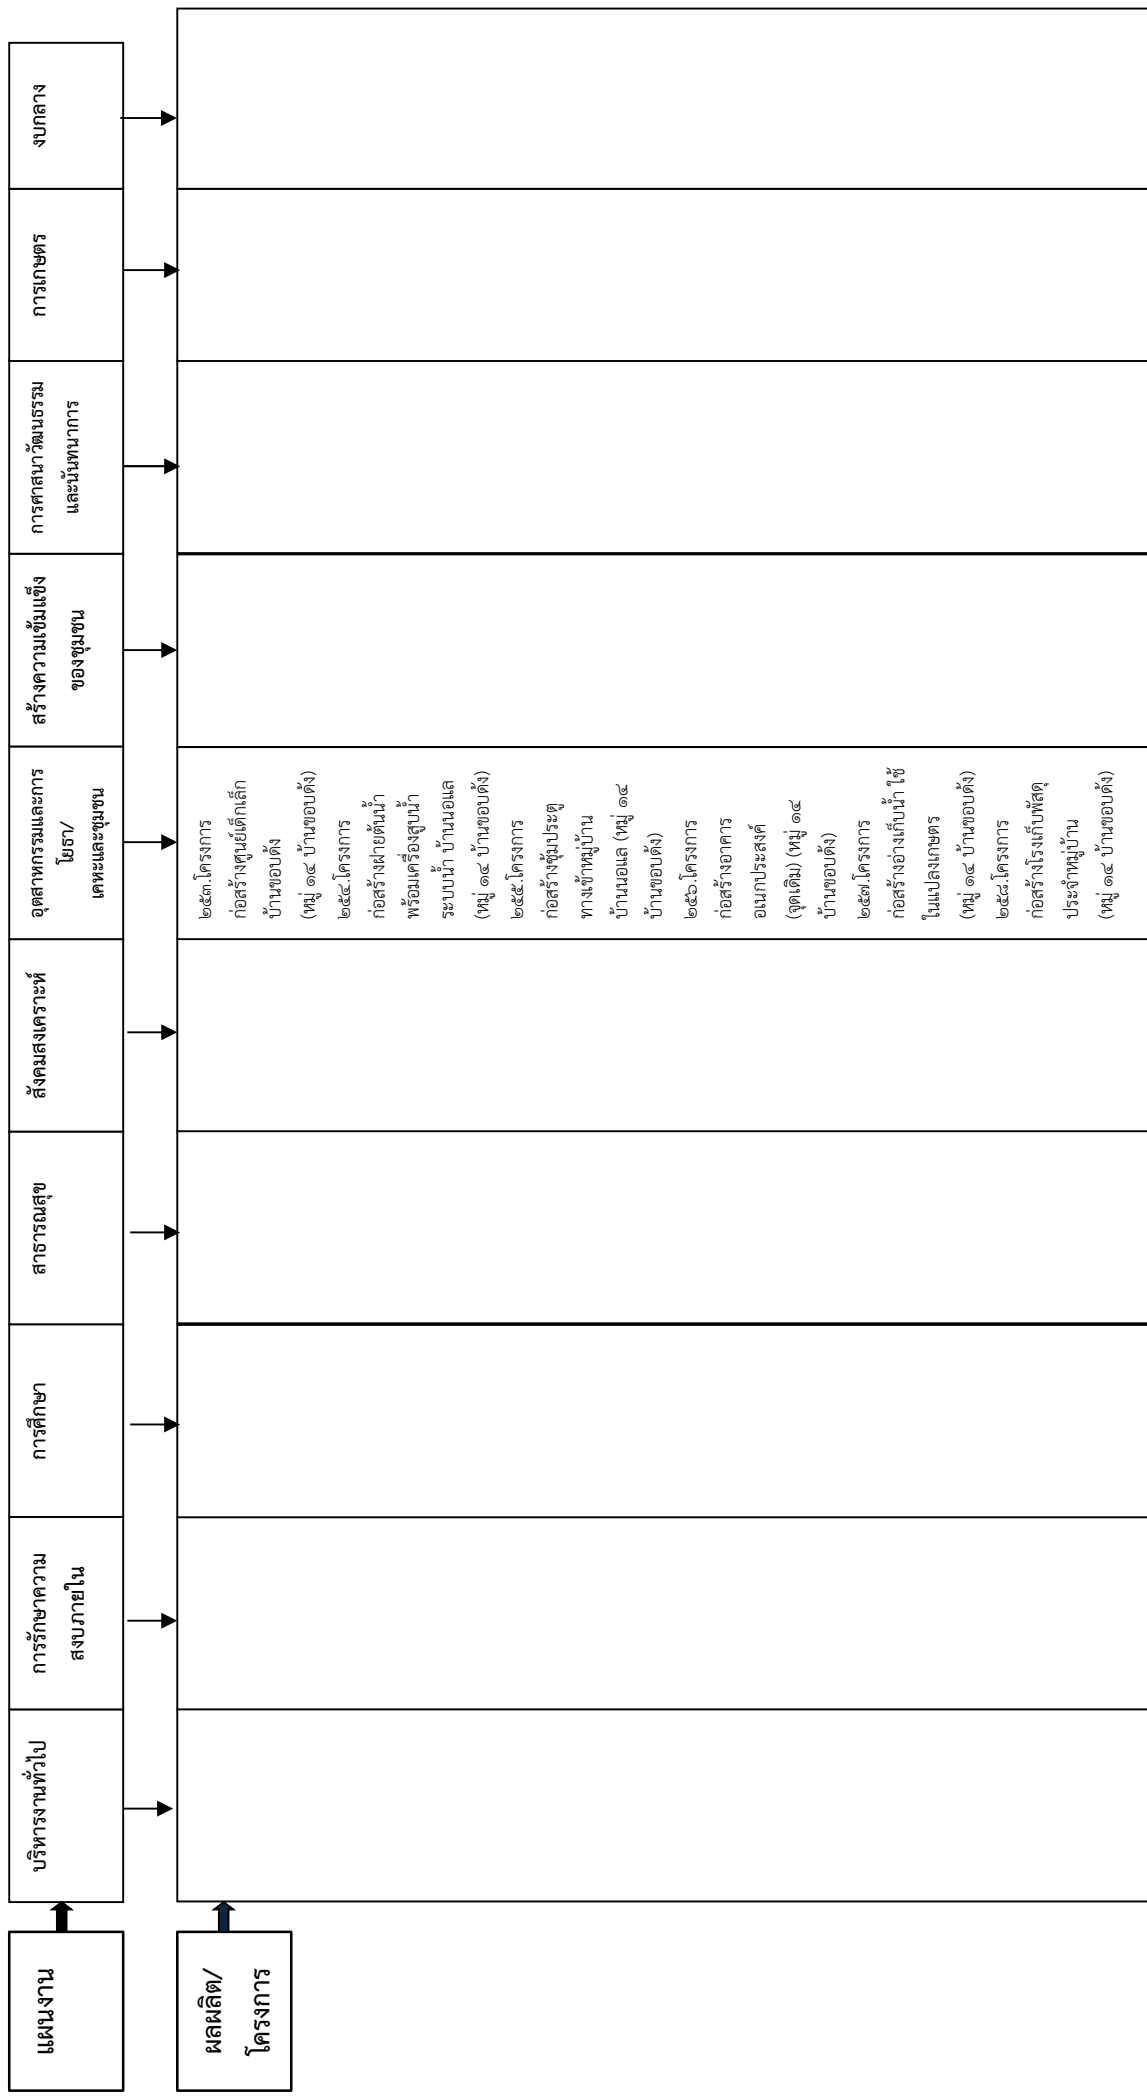 แผนงาน
บริหารงานทั่วไป
การรักษาความ
สงบภายใน
การศึกษา
สาธารณสุข
สังคมสงเคราะห์
อุตสาหกรรมและการ
โยธา/
เคหะและชุมชน
สร้างความเข้มแข็ง
ของชุมชน
การศาสนาวัฒนธรรม
และนันทนาการ
การเกษตร
งบกลาง
ผลผลิต/
โครงการ
๒๕๓.โครงการ
ก่อสร้างศูนย์เด็กเล็ก
บ้านขอบด้ง
(หมู่ ๑๔ บ้านขอบด้ง)
๒๕๔.โครงการ
ก่อสร้างฝายต้นน้ำ
พร้อมเครื่องสูบน้ำ
ระบบน้ำ บ้านนอแล
(หมู่ ๑๔ บ้านขอบด้ง)
๒๕๕.โครงการ
ก่อสร้างซุ้มประตู
ทางเข้าหมู่บ้าน
บ้านนอแล (หมู่ ๑๔
บ้านขอบด้ง)
๒๕๖.โครงการ
ก่อสร้างอาคาร
อเนกประสงค์
(จุดเดิม) (หมู่ ๑๔
บ้านขอบด้ง)
๒๕๗.โครงการ
ก่อสร้างอ่างเก็บน้ำ ใช้
ในแปลงเกษตร
(หมู่ ๑๔ บ้านขอบด้ง)
๒๕๘.โครงการ
ก่อสร้างโรงเก็บพัสดุ
ประจำหมู่บ้าน
(หมู่ ๑๔ บ้านขอบด้ง)